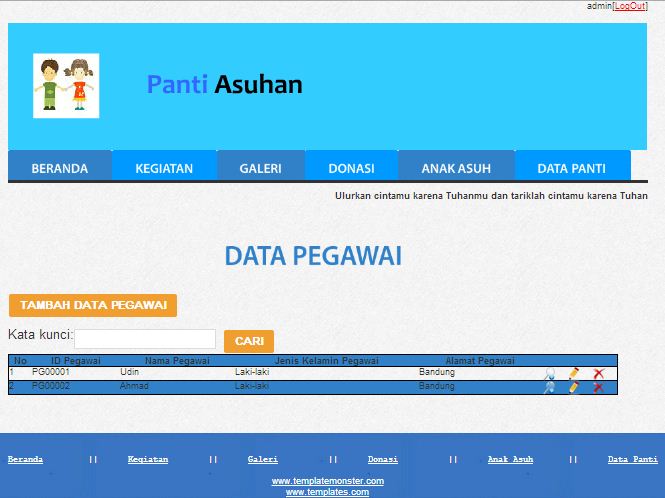 admin[LogOut]
Panti Asuhan
BERANDA KEGIATAN GALERI DONASI ANAK ASUH DATA PANTI
Ulurkan cintamu karena Tuhanmu dan tariklah cintamu karena Tuhan
DATA PEGAWAI
TAMBAH DATA PEGAWAI
Kata kunci: CARI
No ID Pegawai Nama Pegawai Jenis Kelamin Pegawai Alamat Pegawai
1 PG00001 Udin Laki-laki Bandung
2 PG00002 Ahmad Laki-laki Bandung
Beranda || Kegiatan || Galeri || Donasi || Anak Asuh || Data Panti
www.templatemonster.com
www.templates.com